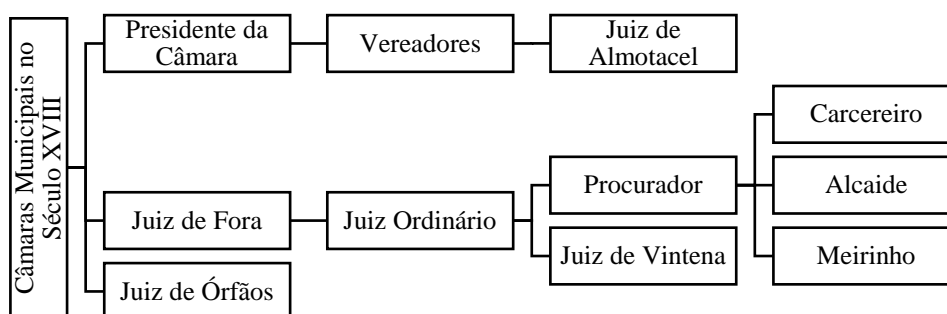 Câmaras Municipais no
Século XVIII
Presidente da
Câmara
Vereadores
Juiz de
Almotacel
Juiz de Fora
Juiz Ordinário
Procurador
Carcereiro
Alcaide
Meirinho
Juiz de Vintena
Juiz de Órfãos